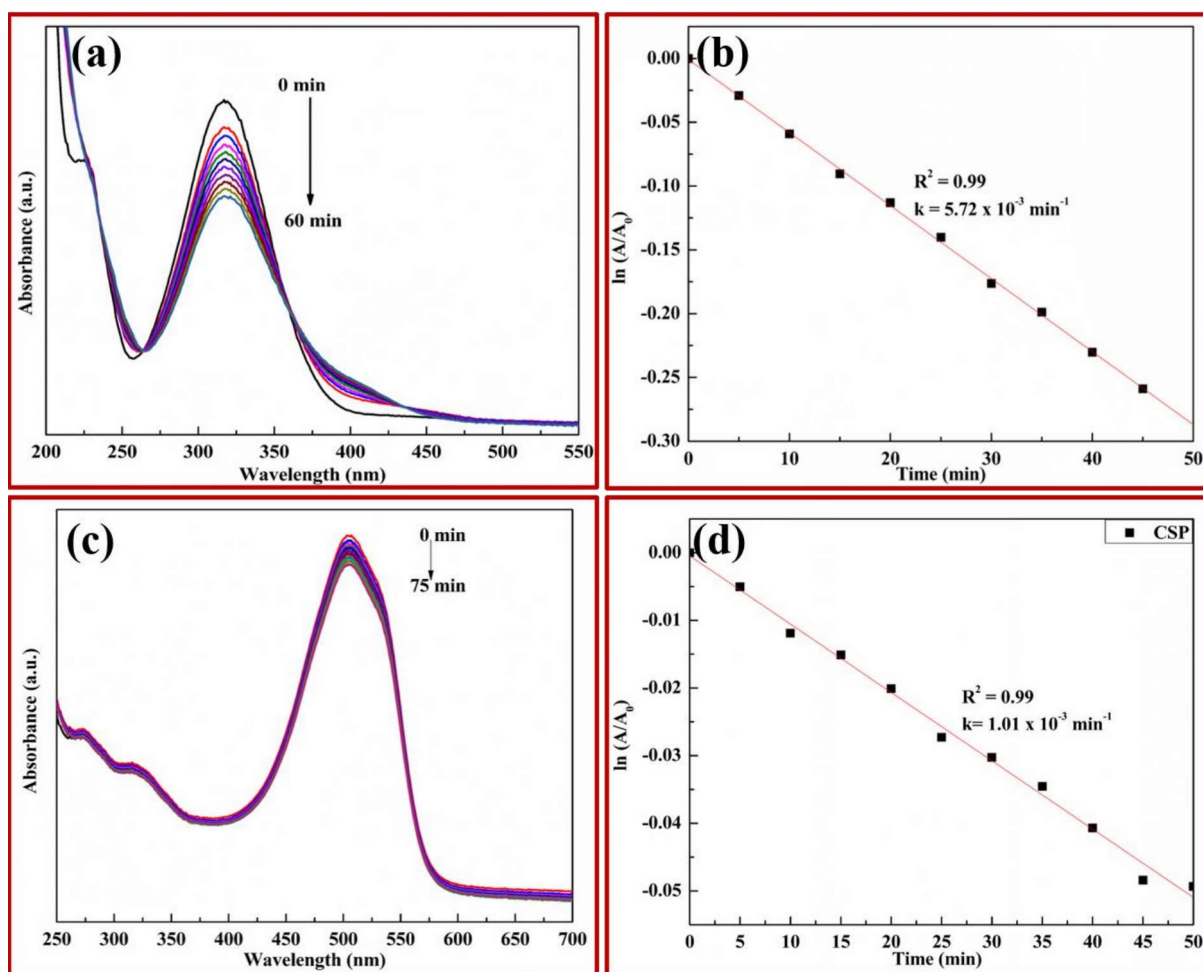 (a)
0 min
60 min
Absorbance (a.u.)
200 250 300 350 400 450 500 550
Wavelength (nm)
(b)
0.00
-0.05
-0.10
-0.15
-0.20
-0.25
-0.30
ln (A/A₀)
R² = 0.99
k = 5.72 x 10⁻³ min⁻¹
0 10 20 30 40 50
Time (min)
(c)
0 min
75 min
Absorbance (a.u.)
250 300 350 400 450 500 550 600 650 700
Wavelength (nm)
(d)
CSP
0.00
-0.01
-0.02
-0.03
-0.04
-0.05
ln (A/A₀)
R² = 0.99
k= 1.01 x 10⁻³ min⁻¹
0 5 10 15 20 25 30 35 40 45 50
Time (min)